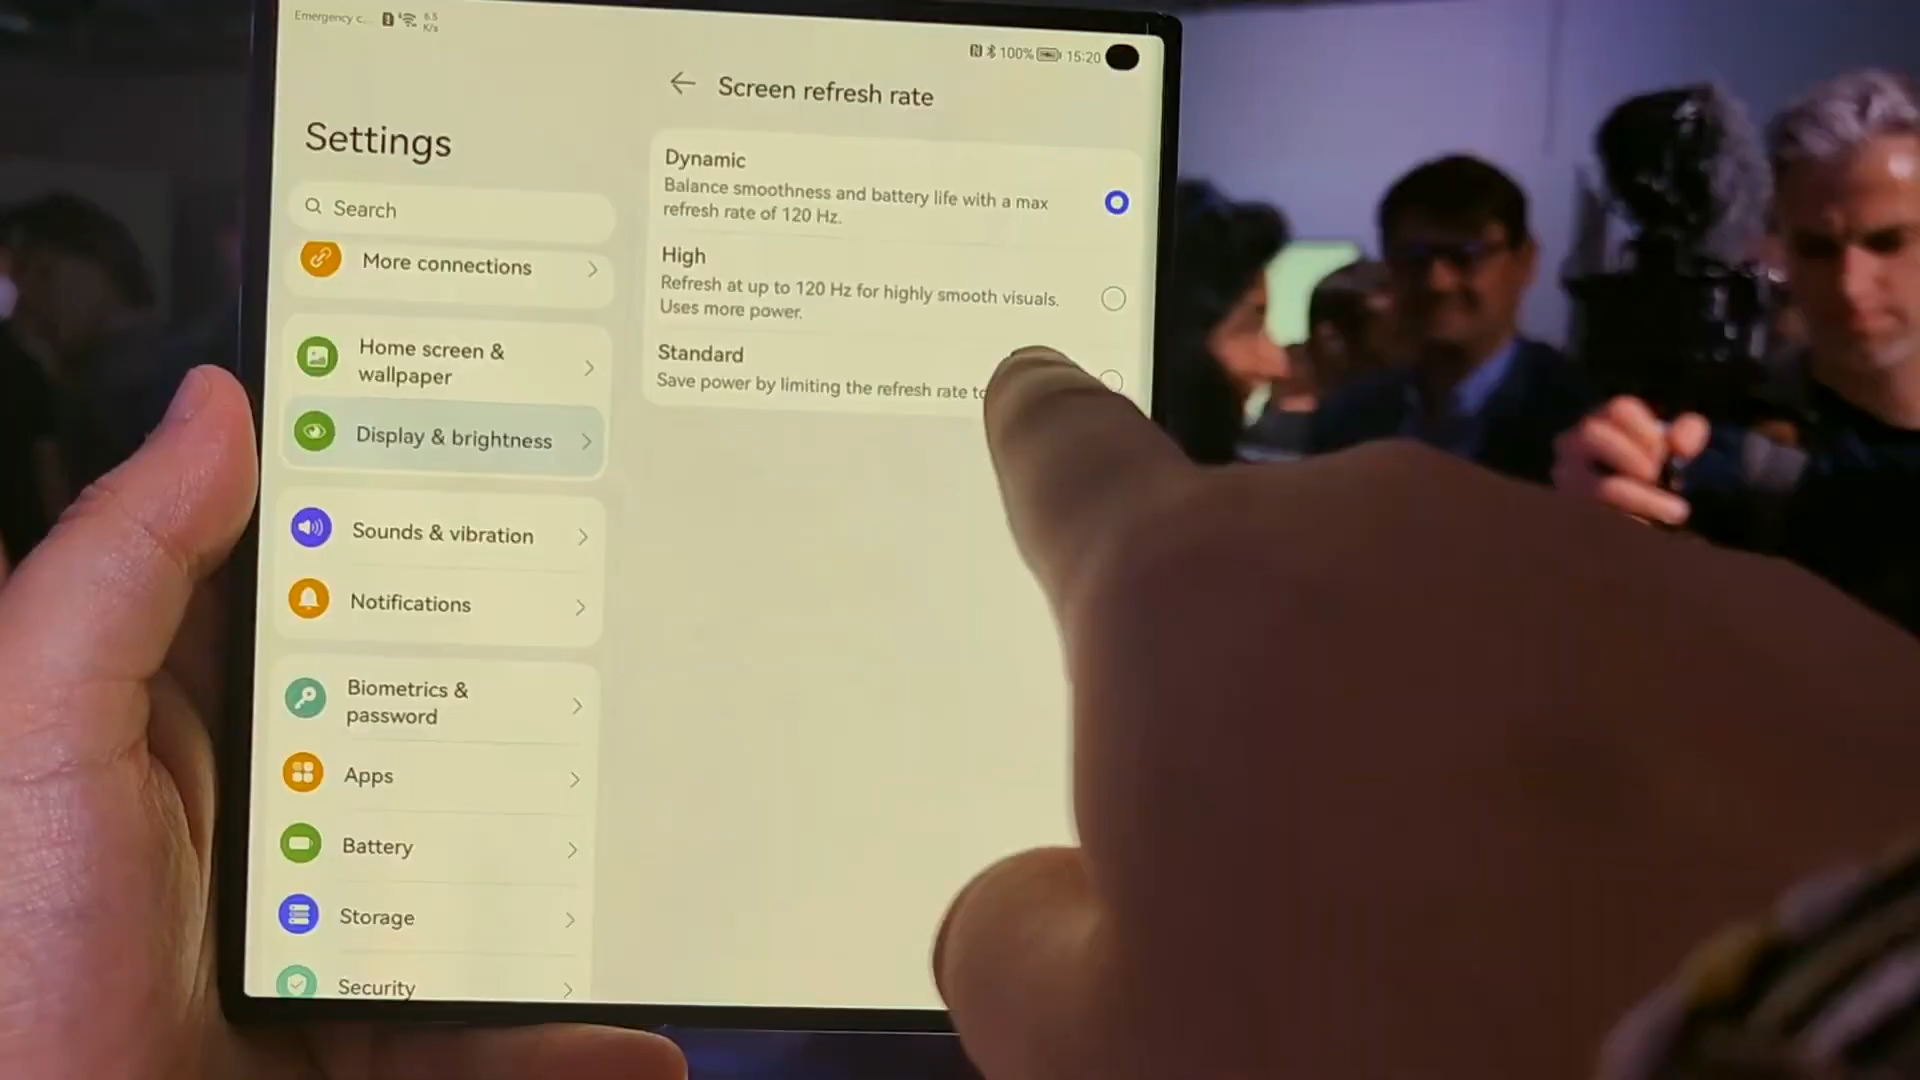 Emergency c...
6.5
K/s
100%
15:20
Screen refresh rate
Settings
Search
More connections
Home screen &
wallpaper
Display & brightness
Sounds & vibration
Notifications
Biometrics &
password
Apps
Battery
Storage
Security
Dynamic
Balance smoothness and battery life with a max
refresh rate of 120 Hz.
High
Refresh at up to 120 Hz for highly smooth visuals.
Uses more power.
Standard
Save power by limiting the refresh rate to